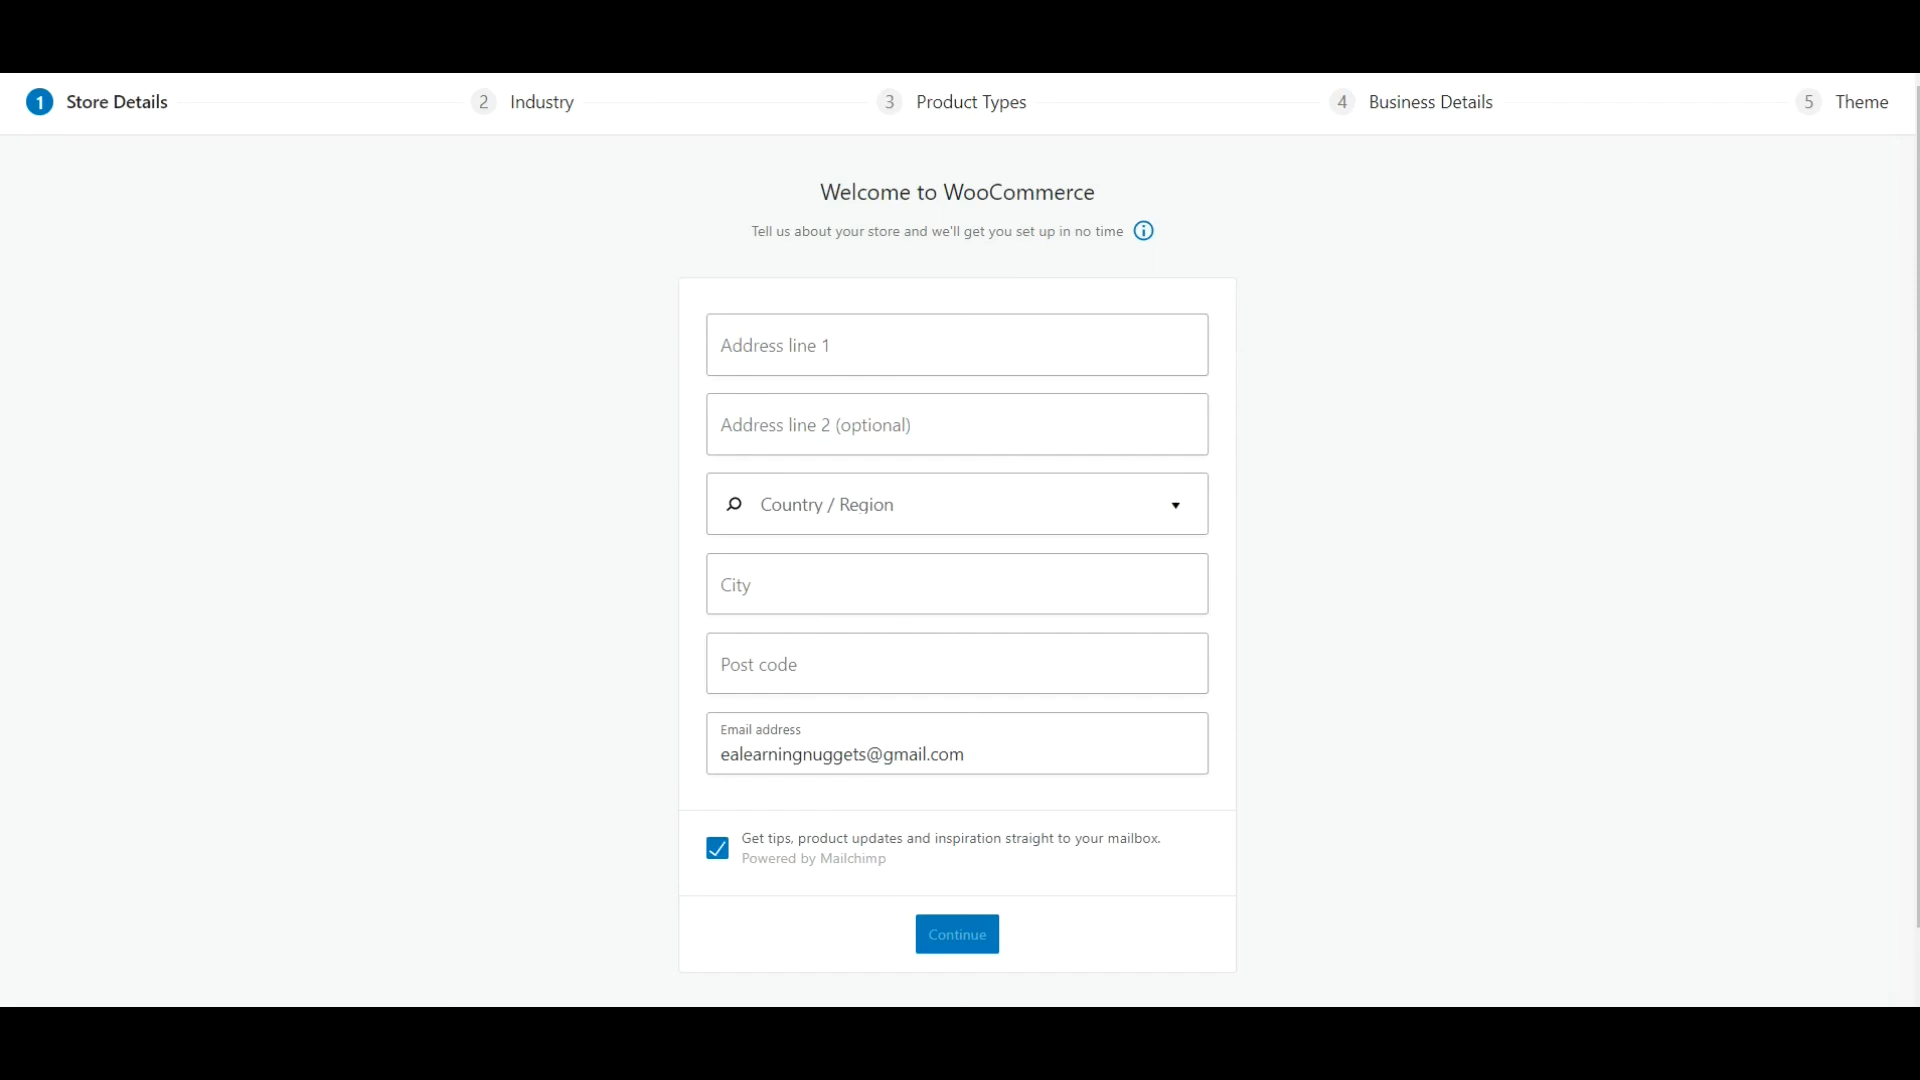 1 Store Details 2 Industry 3 Product Types 4 Business Details 5 Theme
Welcome to WooCommerce
Tell us about your store and we'll get you set up in no time
Address line 1
Address line 2 (optional)
Country / Region
City
Post code
Email address
ealearningnuggets@gmail.com
Get tips, product updates and inspiration straight to your mailbox.
Powered by Mailchimp
Continue